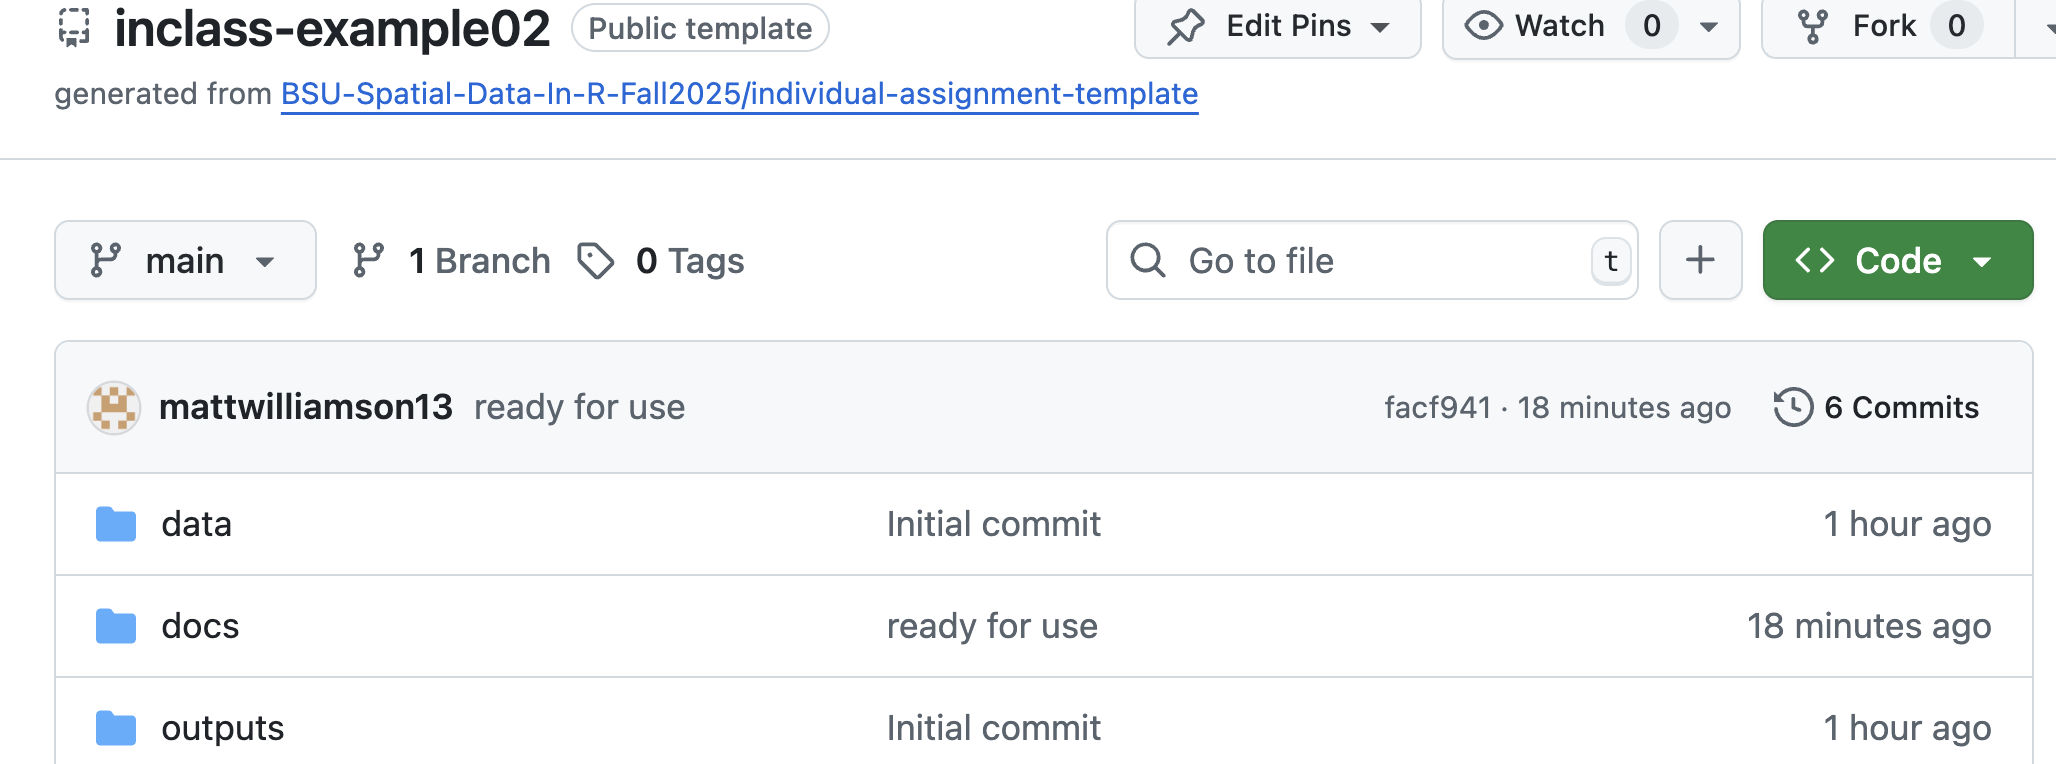 inclass-example02 Public template Edit Pins Watch 0 Fork 0
generated from BSU-Spatial-Data-In-R-Fall2025/individual-assignment-template
main 1 Branch 0 Tags Go to file t Code
mattwilliamson13 ready for use facf941 · 18 minutes ago 6 Commits
data Initial commit 1 hour ago
docs ready for use 18 minutes ago
outputs Initial commit 1 hour ago